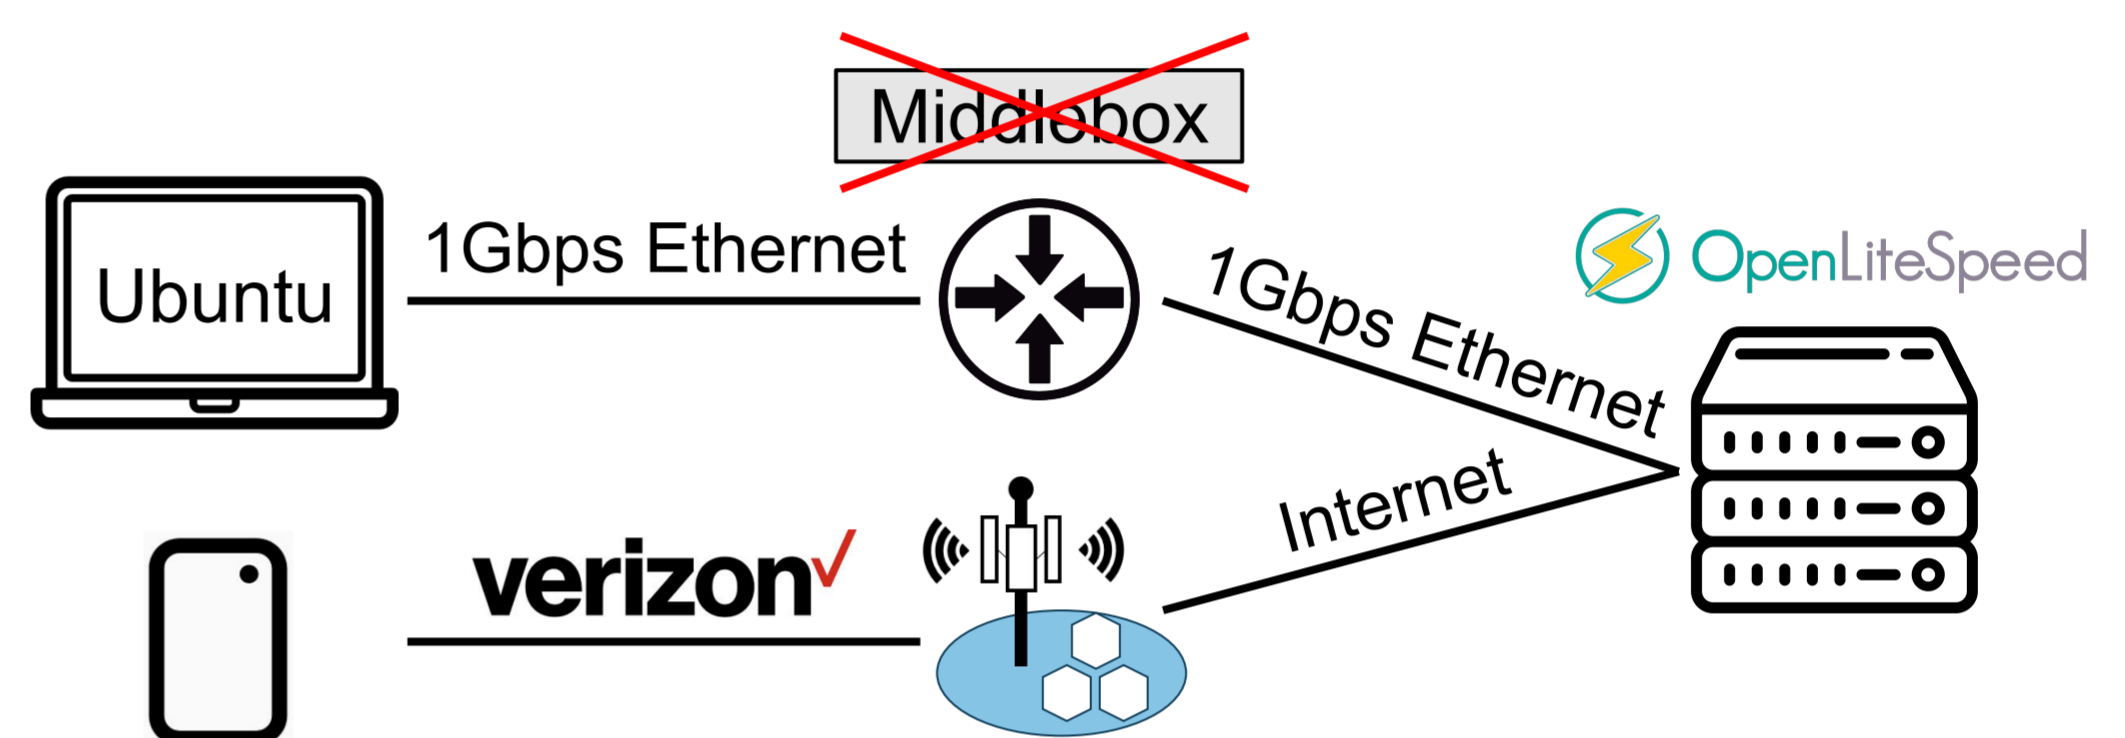 Middlebox
Ubuntu
1Gbps Ethernet
1Gbps Ethernet
OpenLiteSpeed
verizon
Internet